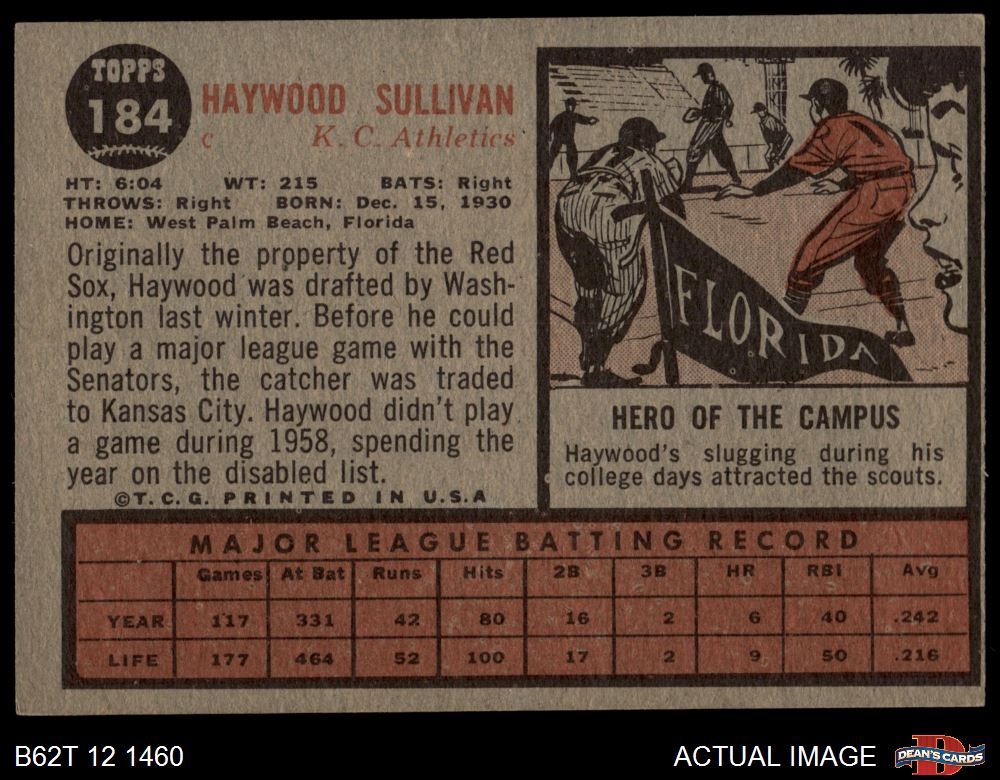 TOPPS
184
HAYWOOD SULLIVAN
C K. C. Athletics
HT: 6:04 WT: 215 BATS: Right
THROWS: Right BORN: Dec. 15, 1930
HOME: West Palm Beach, Florida
Originally the property of the Red
Sox, Haywood was drafted by Wash-
ington last winter. Before he could
play a major league game with the
Senators, the catcher was traded
to Kansas City. Haywood didn't play
a game during 1958, spending the
year on the disabled list.
©T.C.G. PRINTED IN U.S.A
FLORIDA
HERO OF THE CAMPUS
Haywood's slugging during his
college days attracted the scouts.
MAJOR LEAGUE BATTING RECORD
Games At Bat Runs Hits 2B 3B HR RBI Avg
YEAR 117 331 42 80 16 2 6 40 .242
LIFE 177 464 52 100 17 2 9 50 .216
B62T 12 1460 ACTUAL IMAGE D DEAN'S CARDS